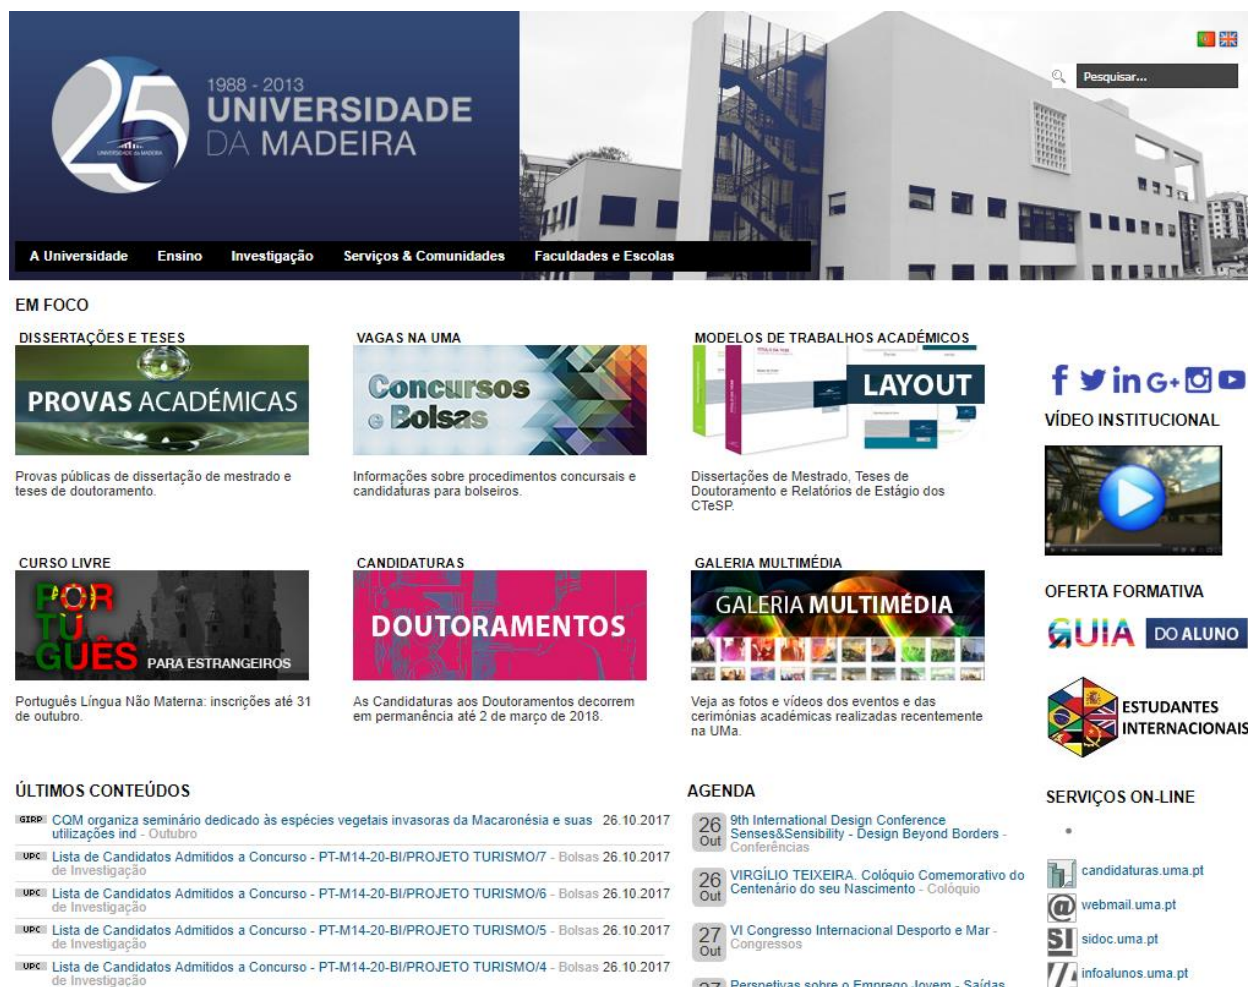 1988 - 2013
UNIVERSIDADE
DA MADEIRA
25
UNIVERSIDADE da MADEIRA
Pesquisar...
A Universidade Ensino Investigação Serviços & Comunidades Faculdades e Escolas
EM FOCO
DISSERTAÇÕES E TESES
PROVAS ACADÉMICAS
Provas públicas de dissertação de mestrado e
teses de doutoramento.
VAGAS NA UMA
Concursos
e Bolsas
Informações sobre procedimentos concursais e
candidaturas para bolseiros.
MODELOS DE TRABALHOS ACADÉMICOS
LAYOUT
Dissertações de Mestrado, Teses de
Doutoramento e Relatórios de Estágio dos
CTeSP.
CURSO LIVRE
POR
TU
GUÊS PARA ESTRANGEIROS
Português Língua Não Materna: inscrições até 31
de outubro.
CANDIDATURAS
DOUTORAMENTOS
As Candidaturas aos Doutoramentos decorrem
em permanência até 2 de março de 2018.
GALERIA MULTIMÉDIA
GALERIA MULTIMÉDIA
Veja as fotos e vídeos dos eventos e das
cerimónias académicas realizadas recentemente
na UMa.
f in G+
VÍDEO INSTITUCIONAL
OFERTA FORMATIVA
GUIA DO ALUNO
ESTUDANTES
INTERNACIONAIS
ÚLTIMOS CONTEÚDOS
GIRP CQM organiza seminário dedicado às espécies vegetais invasoras da Macaronésia e suas 26.10.2017
utilizações ind - Outubro
UPC Lista de Candidatos Admitidos a Concurso - PT-M14-20-BI/PROJETO TURISMO/7 - Bolsas 26.10.2017
de Investigação
UPC Lista de Candidatos Admitidos a Concurso - PT-M14-20-BI/PROJETO TURISMO/6 - Bolsas 26.10.2017
de Investigação
UPC Lista de Candidatos Admitidos a Concurso - PT-M14-20-BI/PROJETO TURISMO/5 - Bolsas 26.10.2017
de Investigação
UPC Lista de Candidatos Admitidos a Concurso - PT-M14-20-BI/PROJETO TURISMO/4 - Bolsas 26.10.2017
de Investigação
AGENDA
26 Out
9th International Design Conference
Senses&Sensibility - Design Beyond Borders -
Conferências
26 Out
VIRGÍLIO TEIXEIRA. Colóquio Comemorativo do
Centenário do seu Nascimento - Colóquio
27 Out
VI Congresso Internacional Desporto e Mar -
Congressos
27 Perspetivas sobre o Emprego Jovem - Saídas
SERVIÇOS ON-LINE
candidaturas.uma.pt
@ webmail.uma.pt
SI sidoc.uma.pt
infoalunos.uma.pt